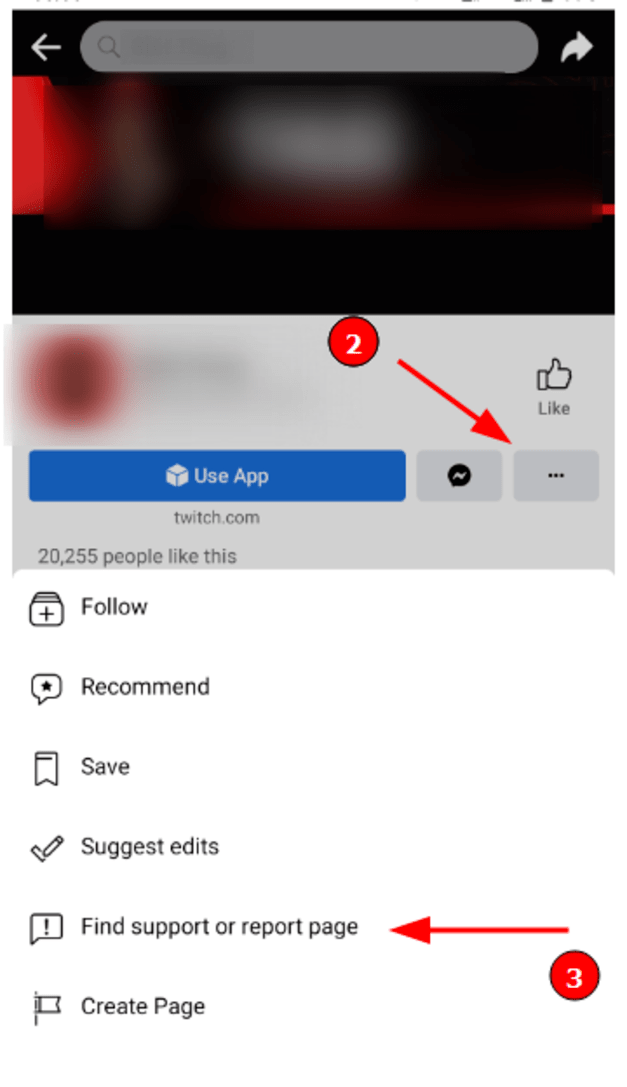 2
Like
Use App
...
twitch.com
20,255 people like this
Follow
Recommend
Save
Suggest edits
Find support or report page
3
Create Page